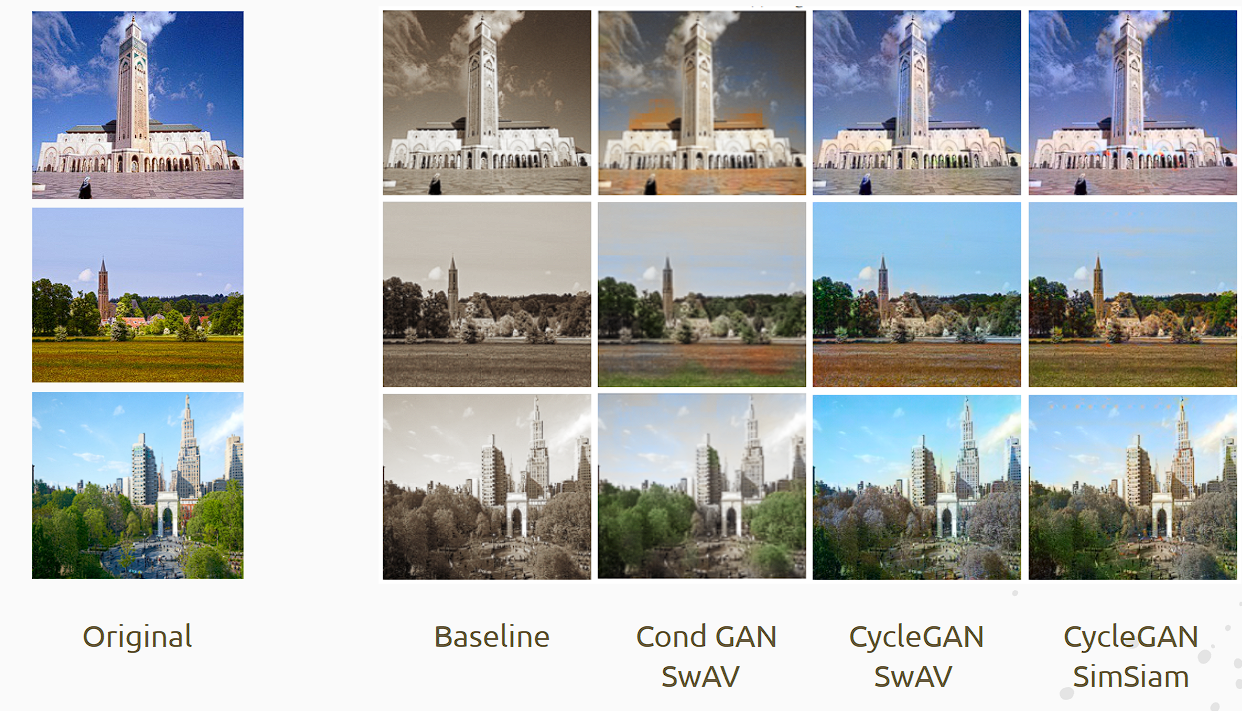 Original
Baseline
Cond GAN
SwAV
CycleGAN
SwAV
CycleGAN
SimSiam